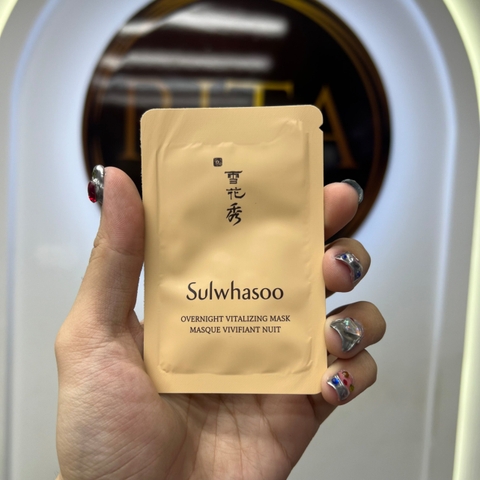 雪花秀
Sulwhasoo
OVERNIGHT VITALIZING MASK
MASQUE VIVIFIANT NUIT